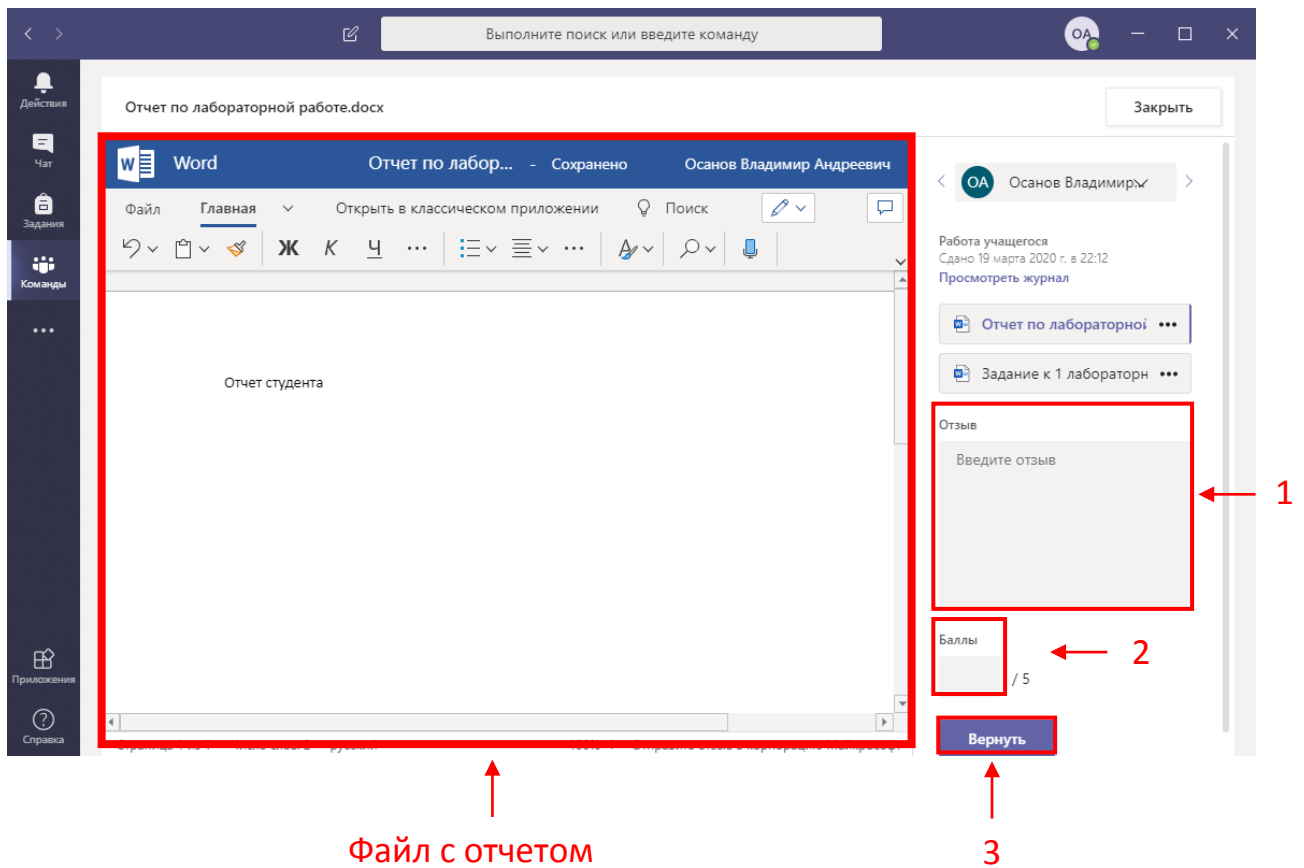 Выполните поиск или введите команду
ОА
Действия
Чат
Задания
Команды
Приложения
Справка
Отчет по лабораторной работе.docx
Закрыть
Word Отчет по лабор... - Сохранено Осанов Владимир Андреевич
Файл Главная Открыть в классическом приложении Поиск
Ж К Ч ...
Отчет студента
ОА Осанов Владимир
Работа учащегося
Сдано 19 марта 2020 г. в 22:12
Просмотреть журнал
Отчет по лабораторной •••
Задание к 1 лабораторн •••
Отзыв
Введите отзыв
1
Баллы
/ 5
2
Вернуть
Файл с отчетом
3